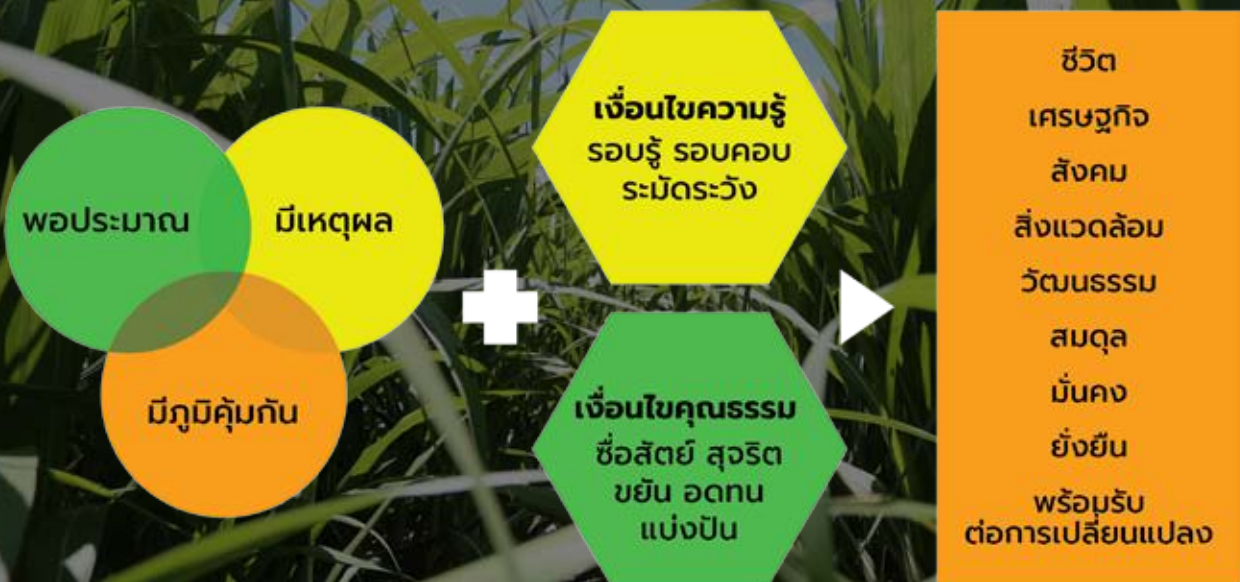 พอประมาณ
มีเหตุผล
มีภูมิคุ้มกัน
เงื่อนไขความรู้
รอบรู้ รอบคอบ
ระมัดระวัง
เงื่อนไขคุณธรรม
ซื่อสัตย์ สุจริต
ขยัน อดทน
แบ่งปัน
ชีวิต
เศรษฐกิจ
สังคม
สิ่งแวดล้อม
วัฒนธรรม
สมดุล
มั่นคง
ยั่งยืน
พร้อมรับ
ต่อการเปลี่ยนแปลง